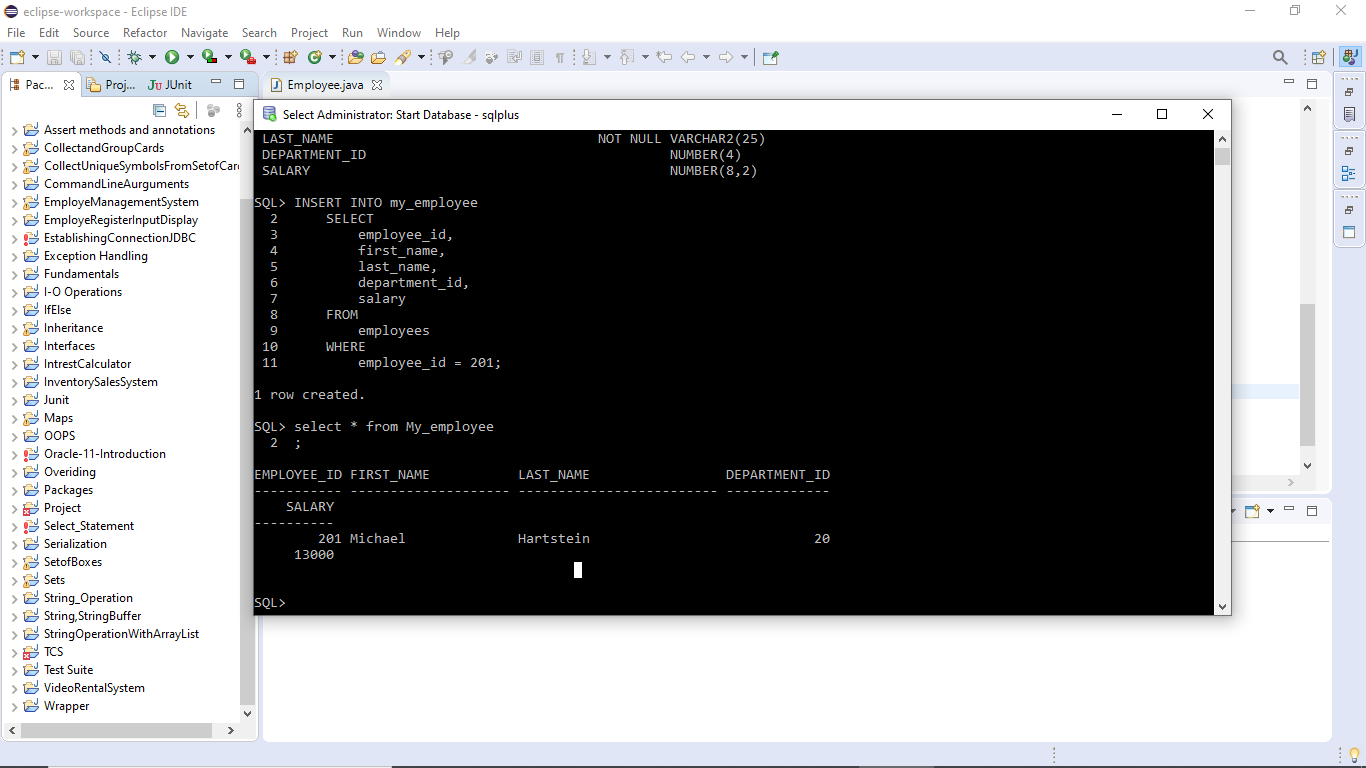 eclipse-workspace - Eclipse IDE
File Edit Source Refactor Navigate Search Project Run Window Help
Pac... Proj... JUnit
Employee.java
Assert methods and annotations
CollectandGroupCards
CollectUniqueSymbolsFromSetofCar
CommandLineAurguments
EmployeManagementSystem
EmployeRegisterInputDisplay
EstablishingConnectionJDBC
Exception Handling
Fundamentals
I-O Operations
IfElse
Inheritance
Interfaces
IntrestCalculator
InventorySalesSystem
Junit
Maps
OOPS
Oracle-11-Introduction
Overiding
Packages
Project
Select_Statement
Serialization
SetofBoxes
Sets
String_Operation
String,StringBuffer
StringOperationWithArrayList
TCS
Test Suite
VideoRentalSystem
Wrapper
Select Administrator: Start Database - sqlplus
LAST_NAME NOT NULL VARCHAR2(25)
DEPARTMENT_ID NUMBER(4)
SALARY NUMBER(8,2)
SQL> INSERT INTO my_employee
2 SELECT
3 employee_id,
4 first_name,
5 last_name,
6 department_id,
7 salary
8 FROM
9 employees
10 WHERE
11 employee_id = 201;
1 row created.
SQL> select * from My_employee
2 ;
EMPLOYEE_ID FIRST_NAME LAST_NAME DEPARTMENT_ID
----------- -------------------- ------------------------- -------------
SALARY
----------
201 Michael Hartstein 20
13000
SQL>